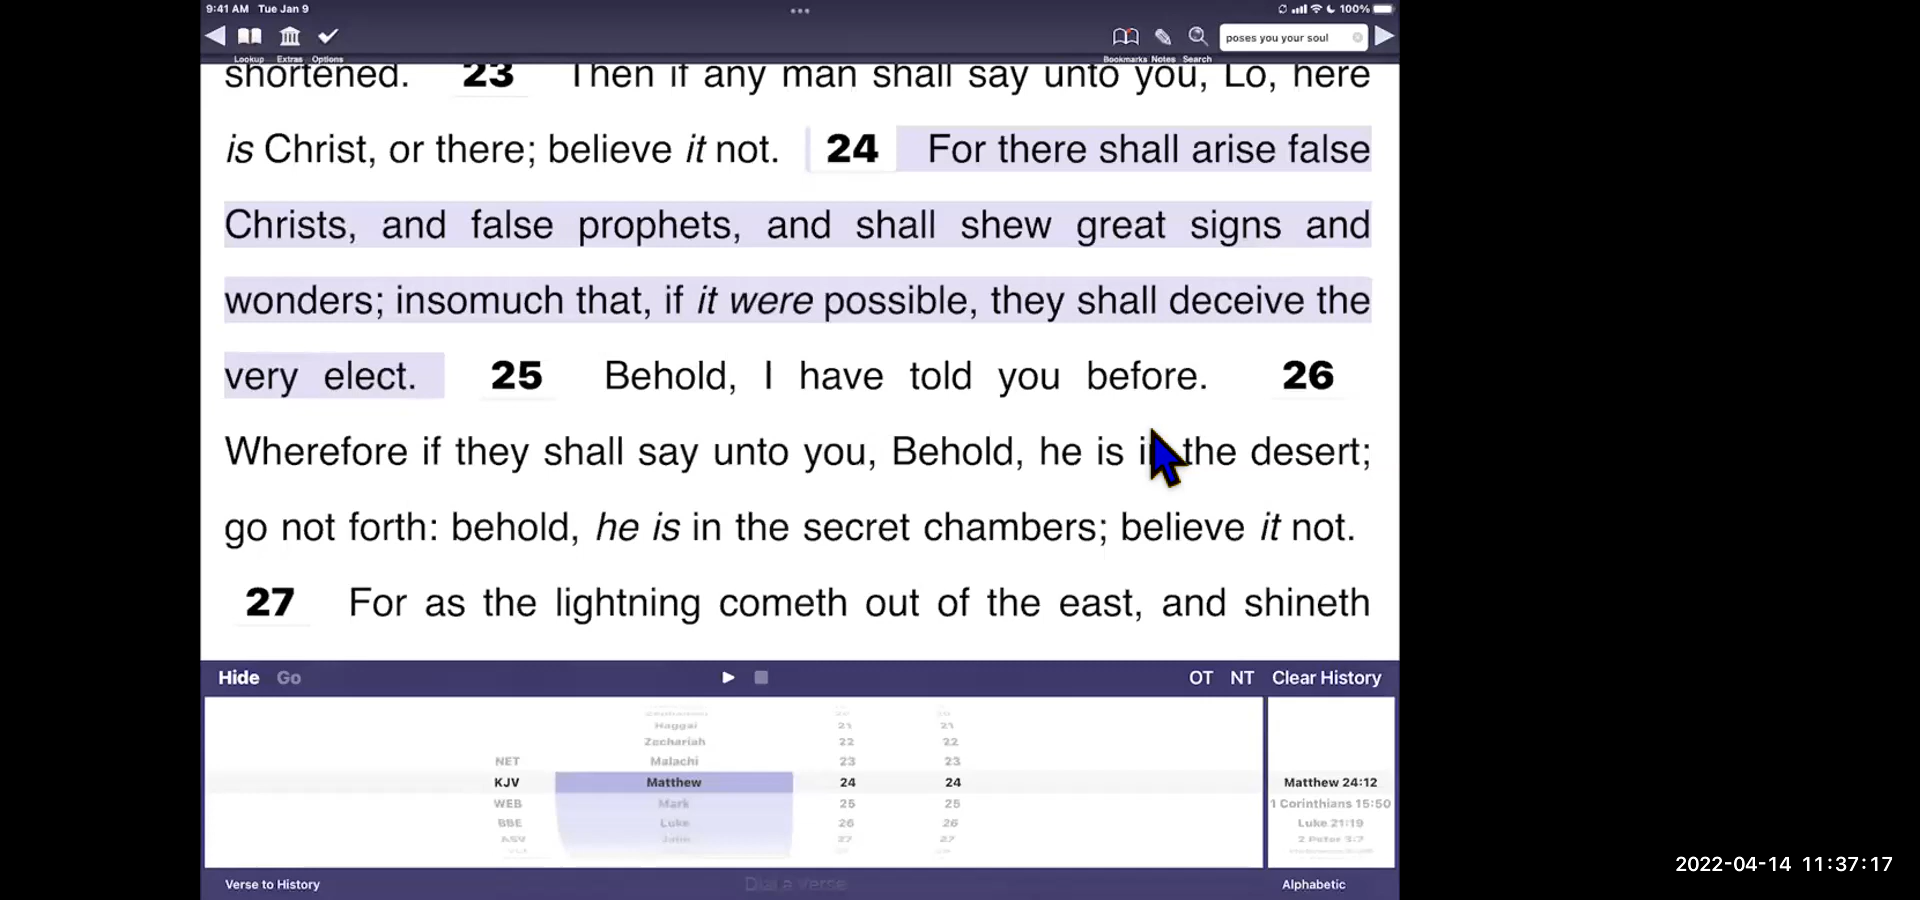 9:41 AM Tue Jan 9 100%
poses you your soul
Lookup Extras Options Bookmarks Notes Search
shortened. 23 Then if any man shall say unto you, Lo, here
is Christ, or there; believe it not. 24 For there shall arise false
Christs, and false prophets, and shall shew great signs and
wonders; insomuch that, if it were possible, they shall deceive the
very elect. 25 Behold, I have told you before. 26
Wherefore if they shall say unto you, Behold, he is in the desert;
go not forth: behold, he is in the secret chambers; believe it not.
27 For as the lightning cometh out of the east, and shineth
Hide Go OT NT Clear History
Haggai 21 21
Zechariah 22 22
NET Malachi 23 23
KJV Matthew 24 24 Matthew 24:12
WEB Mark 25 25 1 Corinthians 15:50
BBE Luke 26 26 Luke 21:19
ASV John 27 27 2 Peter 3:7
Verse to History Dial a Verse Alphabetic
2022-04-14 11:37:17